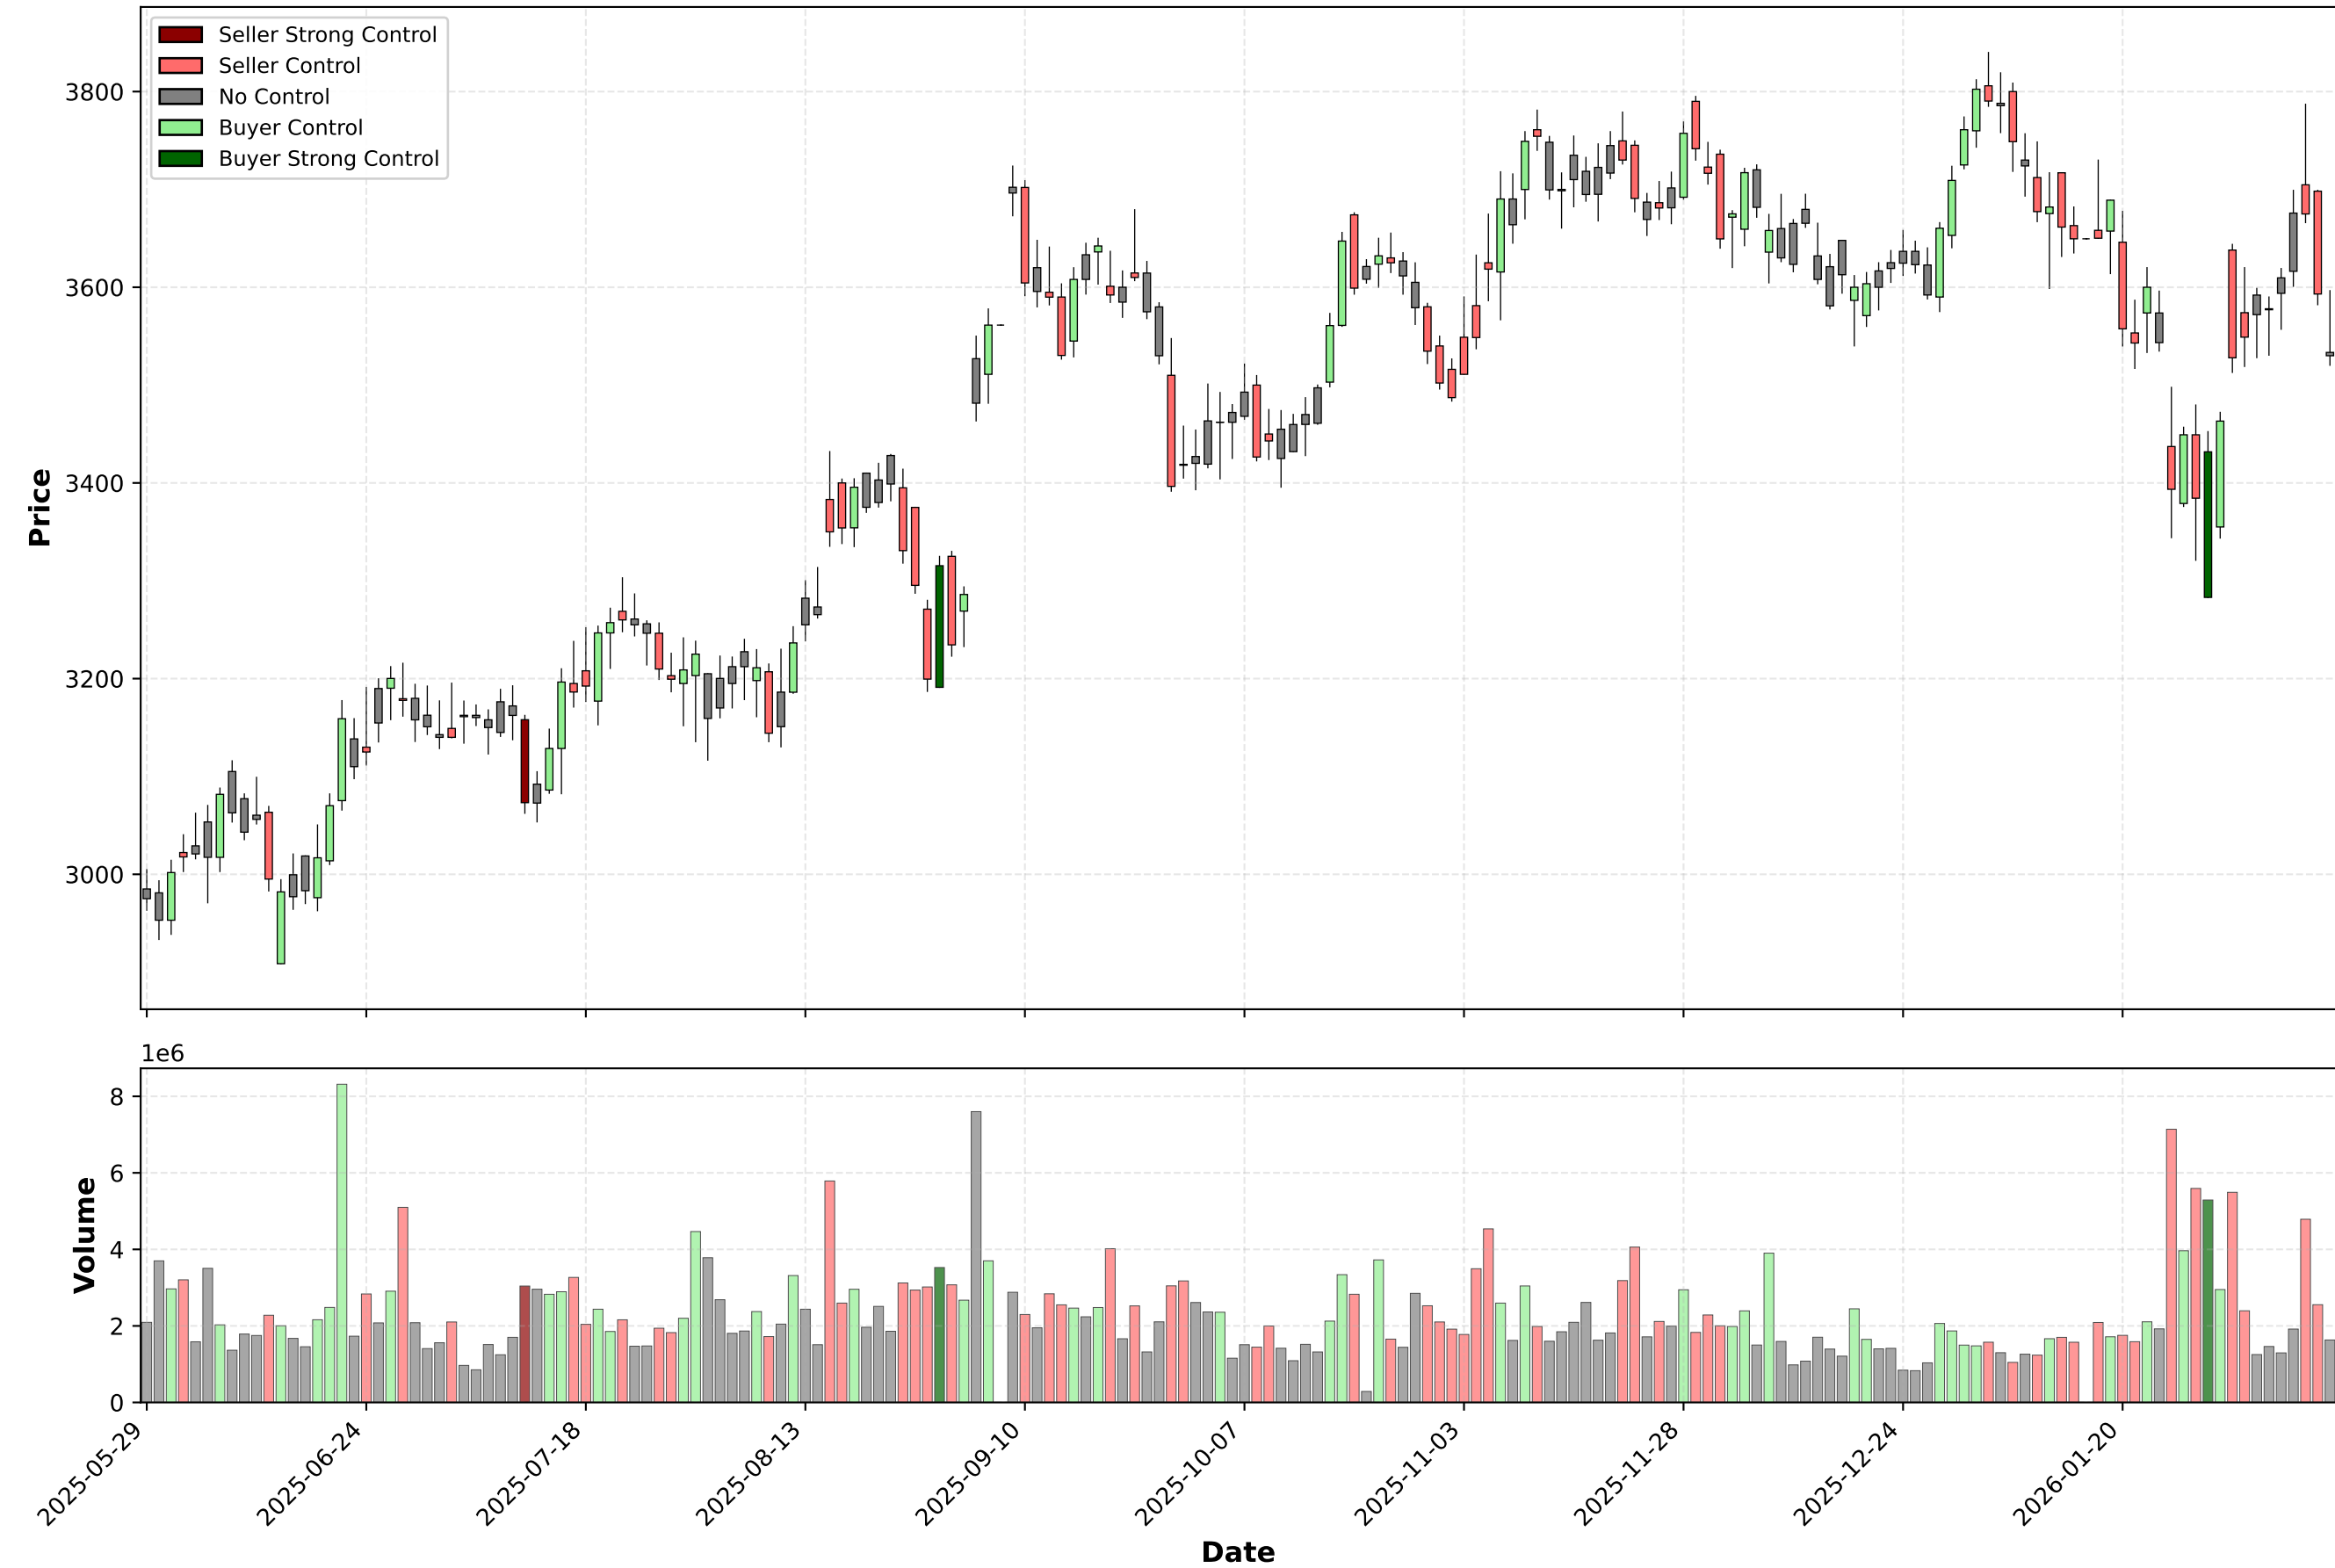 Seller Strong Control
Seller Control
No Control
Buyer Control
Buyer Strong Control
3800
3600
3400
3200
3000
Price
1e6
8
6
4
2
0
Volume
2025-05-29
2025-06-24
2025-07-18
2025-08-13
2025-09-10
2025-10-07
2025-11-03
2025-11-28
2025-12-24
2026-01-20
Date